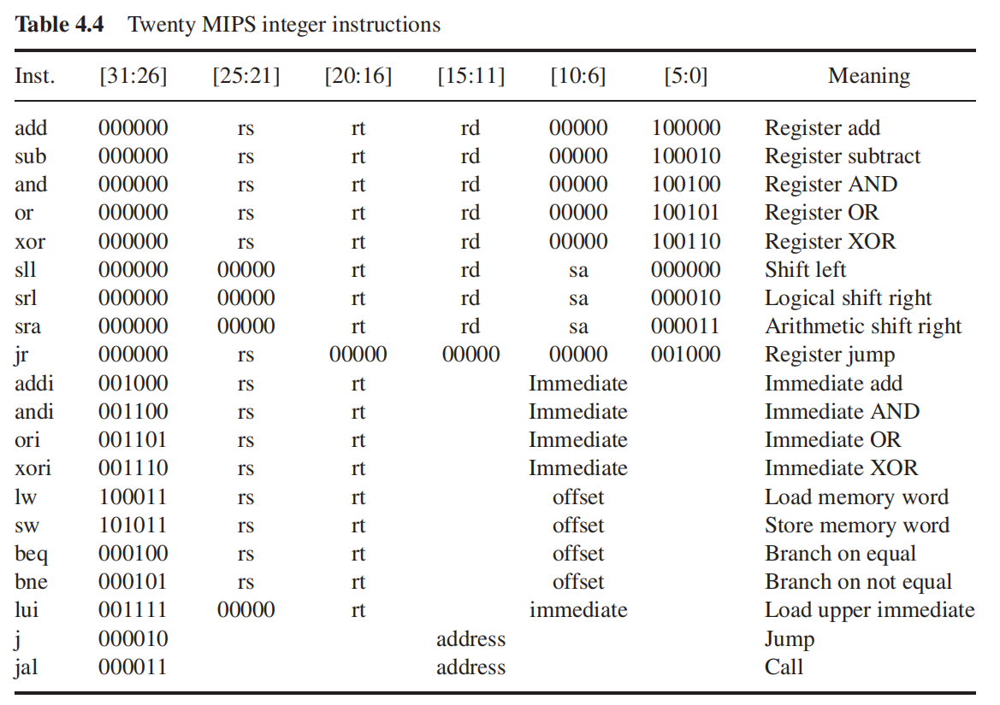 Table 4.4 Twenty MIPS integer instructions
Inst. [31:26] [25:21] [20:16] [15:11] [10:6] [5:0] Meaning
add 000000 rs rt rd 00000 100000 Register add
sub 000000 rs rt rd 00000 100010 Register subtract
and 000000 rs rt rd 00000 100100 Register AND
or 000000 rs rt rd 00000 100101 Register OR
xor 000000 rs rt rd 00000 100110 Register XOR
sll 000000 00000 rt rd sa 000000 Shift left
srl 000000 00000 rt rd sa 000010 Logical shift right
sra 000000 00000 rt rd sa 000011 Arithmetic shift right
jr 000000 rs 00000 00000 00000 001000 Register jump
addi 001000 rs rt Immediate Immediate add
andi 001100 rs rt Immediate Immediate AND
ori 001101 rs rt Immediate Immediate OR
xori 001110 rs rt Immediate Immediate XOR
lw 100011 rs rt offset Load memory word
sw 101011 rs rt offset Store memory word
beq 000100 rs rt offset Branch on equal
bne 000101 rs rt offset Branch on not equal
lui 001111 00000 rt immediate Load upper immediate
j 000010 address Jump
jal 000011 address Call